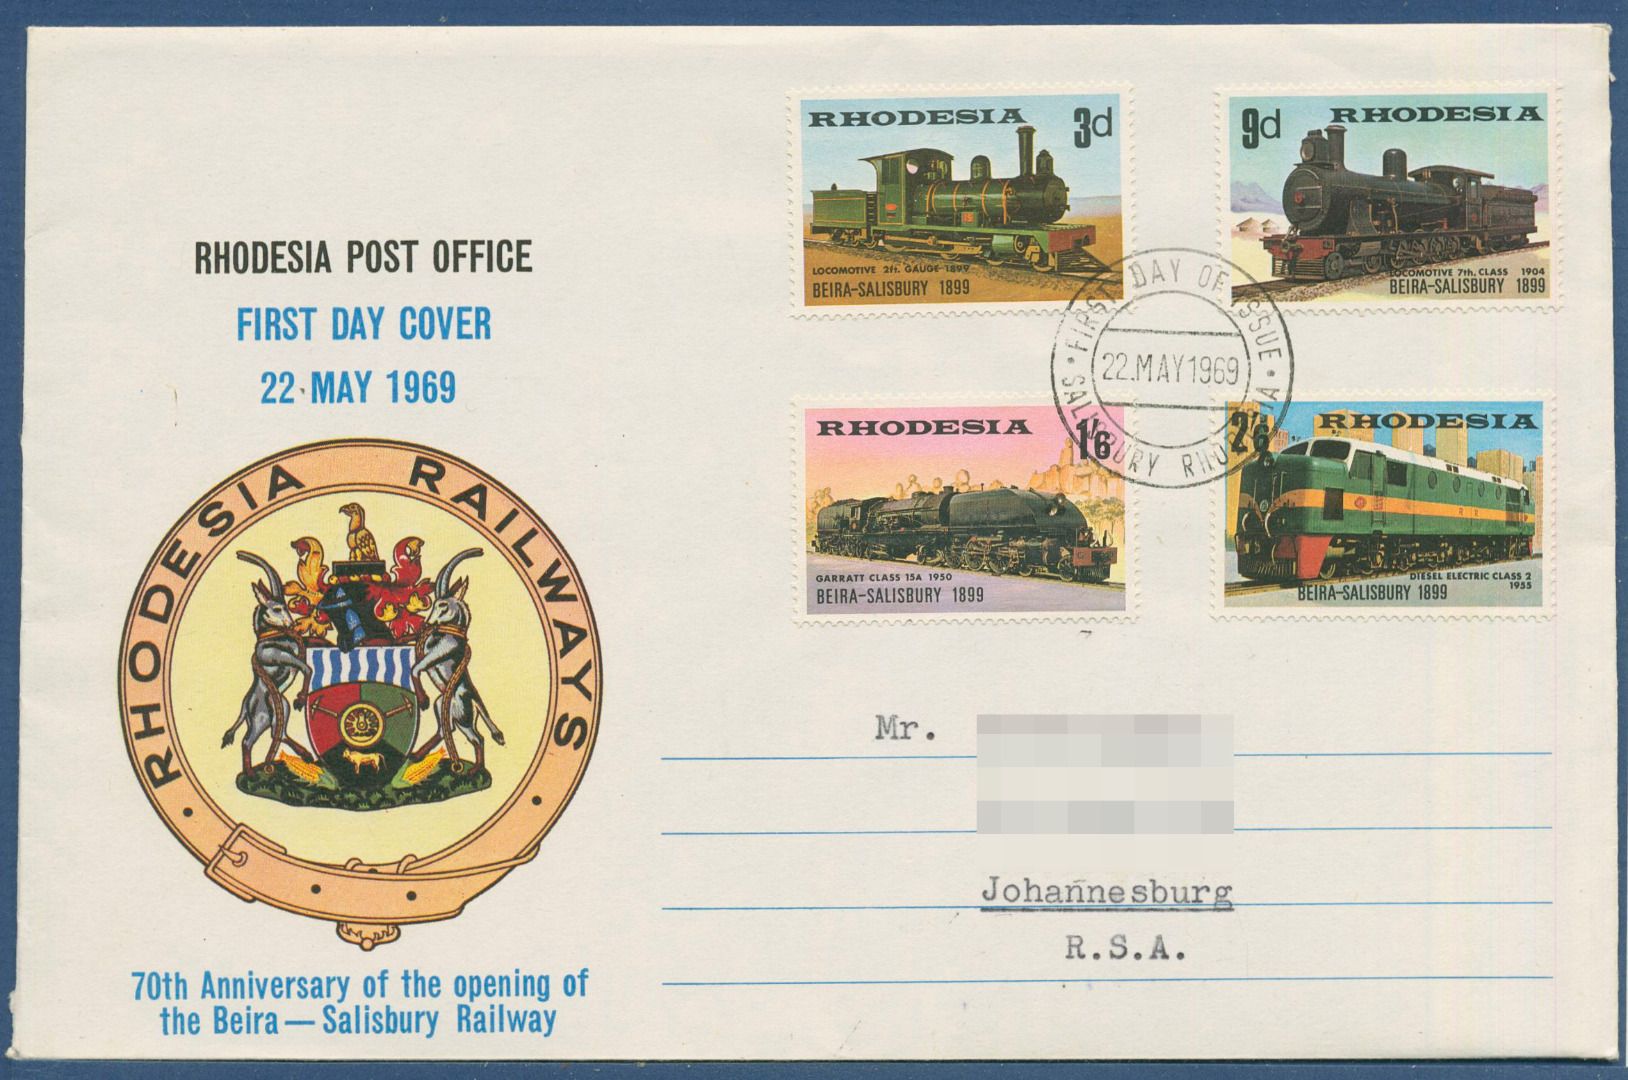 RHODESIA POST OFFICE
FIRST DAY COVER
22 MAY 1969
RHODESIA RAILWAYS
70th Anniversary of the opening of
the Beira — Salisbury Railway
RHODESIA 3d
15
LOCOMOTIVE 2ft. GAUGE 1899
BEIRA-SALISBURY 1899
9d RHODESIA
LOCOMOTIVE 7th. CLASS 1904
BEIRA-SALISBURY 1899
FIRST DAY OF ISSUE
22.MAY1969
SALISBURY RHODESIA
RHODESIA 1/6
GARRATT CLASS 15A 1950
BEIRA-SALISBURY 1899
2/6 RHODESIA
R R
DIESEL ELECTRIC CLASS 2
1955
BEIRA-SALISBURY 1899
Mr.
Johannesburg
R.S.A.